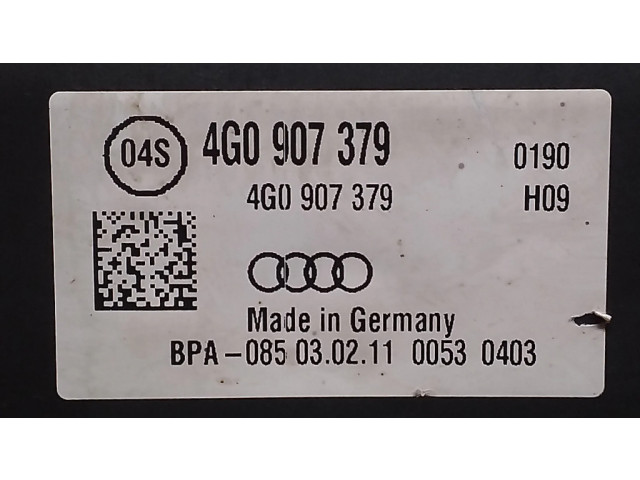 04S 4G0 907 379 0190
4G0 907 379 H09
Made in Germany
BPA-085 03.02.11 0053 0403